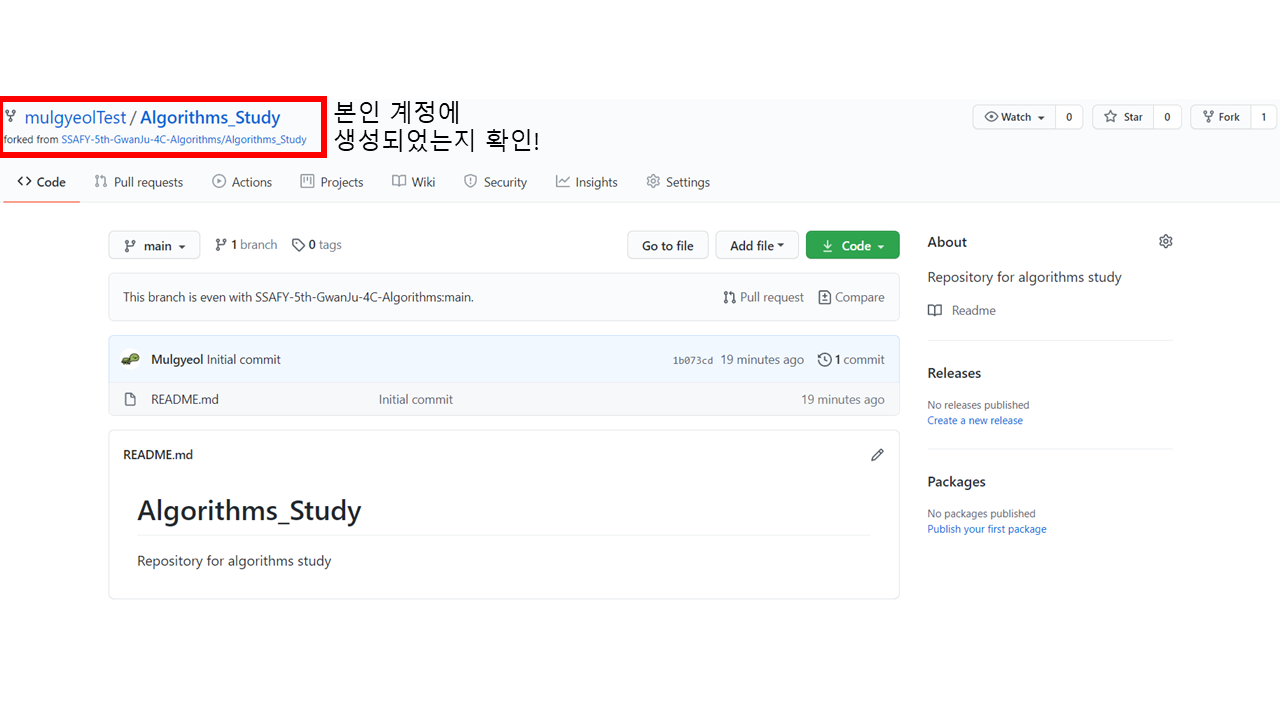 mulgyeolTest / Algorithms_Study
forked from SSAFY-5th-GwanJu-4C-Algorithms/Algorithms_Study
본인 계정에
생성되었는지 확인!
Watch 0 Star 0 Fork 1
Code Pull requests Actions Projects Wiki Security Insights Settings
main 1 branch 0 tags Go to file Add file Code
This branch is even with SSAFY-5th-GwanJu-4C-Algorithms:main. Pull request Compare
Mulgyeol Initial commit 1b073cd 19 minutes ago 1 commit
README.md Initial commit 19 minutes ago
README.md
Algorithms_Study
Repository for algorithms study
About
Repository for algorithms study
Readme
Releases
No releases published
Create a new release
Packages
No packages published
Publish your first package